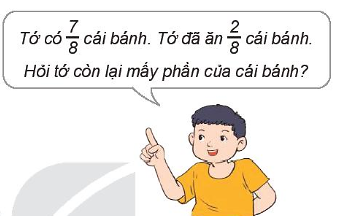 Tớ có 7/8 cái bánh. Tớ đã ăn 2/8 cái bánh.
Hỏi tớ còn lại mấy phần của cái bánh?